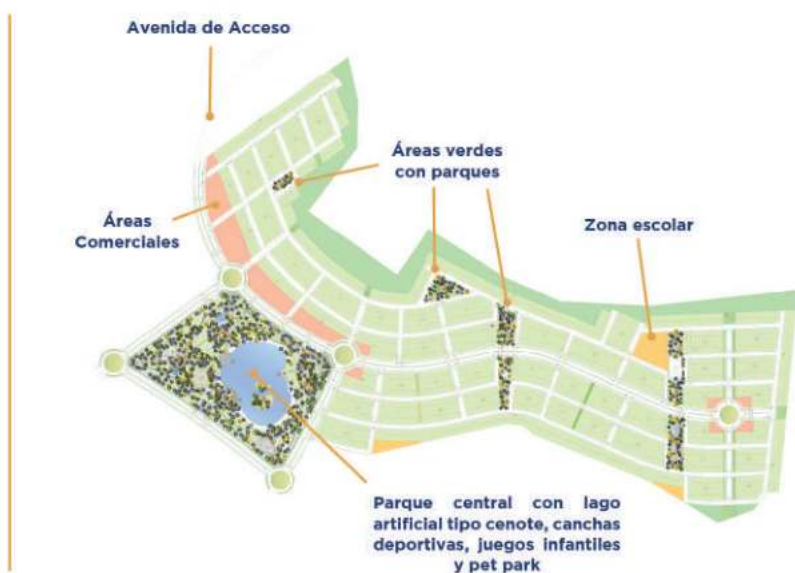 Avenida de Acceso
Áreas verdes
con parques
Áreas
Comerciales
Zona escolar
Parque central con lago
artificial tipo cenote, canchas
deportivas, juegos infantiles
y pet park